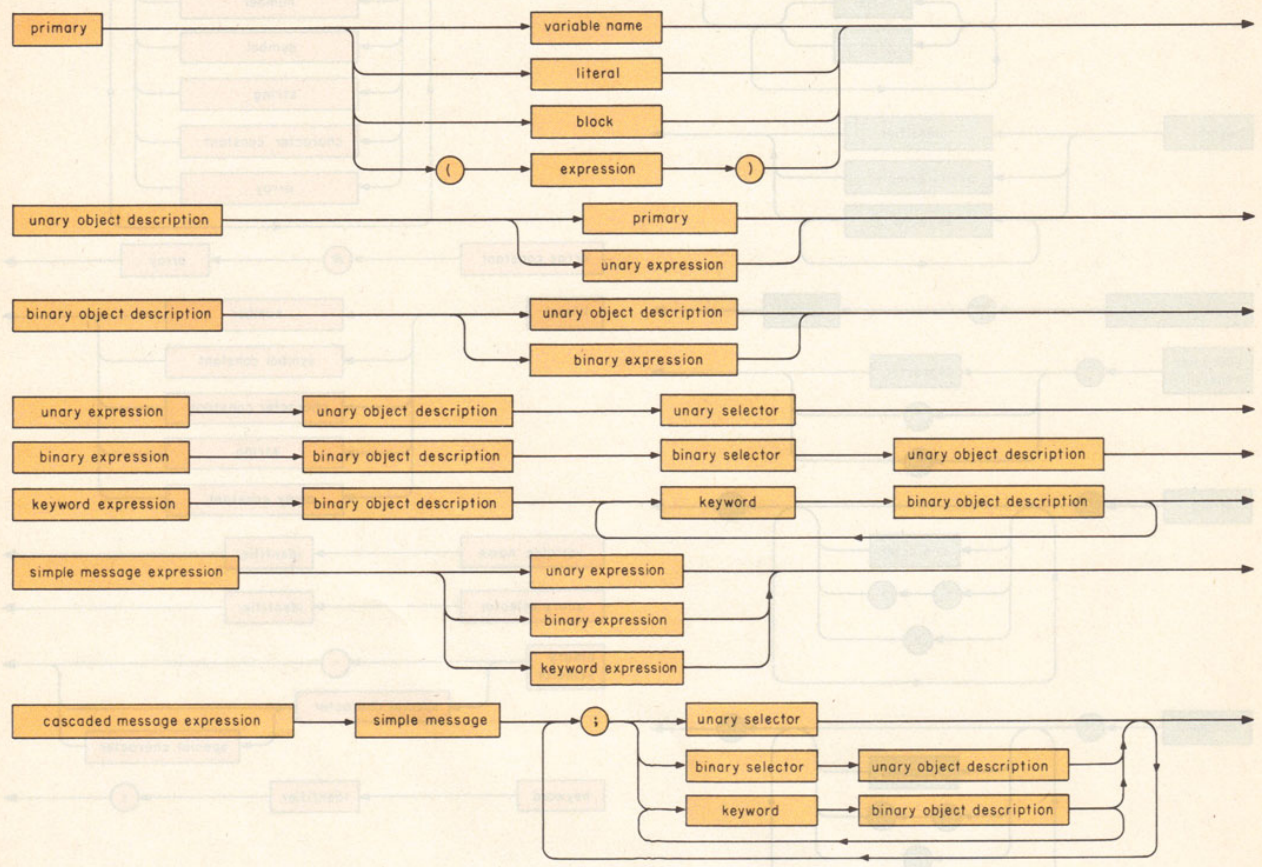 primary
variable name
literal
block
( expression )
unary object description
primary
unary expression
binary object description
unary object description
binary expression
unary expression unary object description unary selector
binary expression binary object description binary selector unary object description
keyword expression binary object description keyword binary object description
simple message expression
unary expression
binary expression
keyword expression
cascaded message expression simple message ; unary selector
binary selector unary object description
keyword binary object description